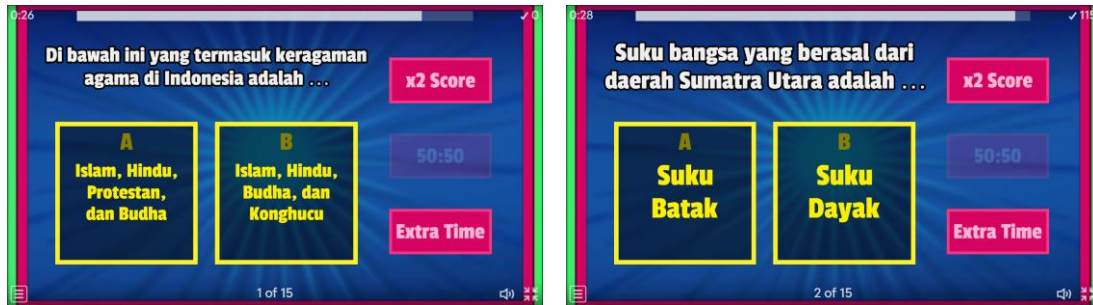 0:26
✓ 0
Di bawah ini yang termasuk keragaman
agama di Indonesia adalah ...
x2 Score
A
Islam, Hindu,
Protestan,
dan Budha
B
Islam, Hindu,
Budha, dan
Konghucu
50:50
Extra Time
1 of 15
0:28
✓ 115
Suku bangsa yang berasal dari
daerah Sumatra Utara adalah ...
x2 Score
A
Suku
Batak
B
Suku
Dayak
50:50
Extra Time
2 of 15